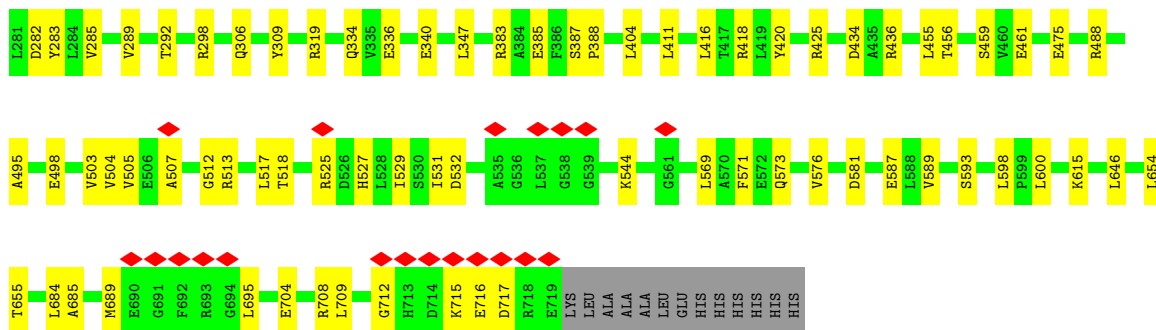 L281 D282 Y283 L284 V285 V289 T292 R298 Q306 Y309 R319 Q334 V335 E336 E340 L347 R383 A384 E385 F386 S387 P388 L404 L411 L416 T417 R418 L419 Y420 R425 D434 A435 R436 L455 T456 S459 V460 E461 E475 R488
A495 E498 V503 V504 V505 E506 A507 G512 R513 L517 T518 R525 D526 H527 L528 I529 S530 I531 D532 A535 G536 L537 G538 G539 K544 G561 L569 A570 F571 E572 Q573 V576 D581 E587 L588 V589 S593 L598 P599 L600 K615 L646 L654
T655 L684 A685 M689 E690 G691 F692 R693 G694 L695 E704 R708 L709 G712 H713 D714 K715 E716 D717 R718 E719 LYS LEU ALA ALA ALA LEU GLU HIS HIS HIS HIS HIS HIS